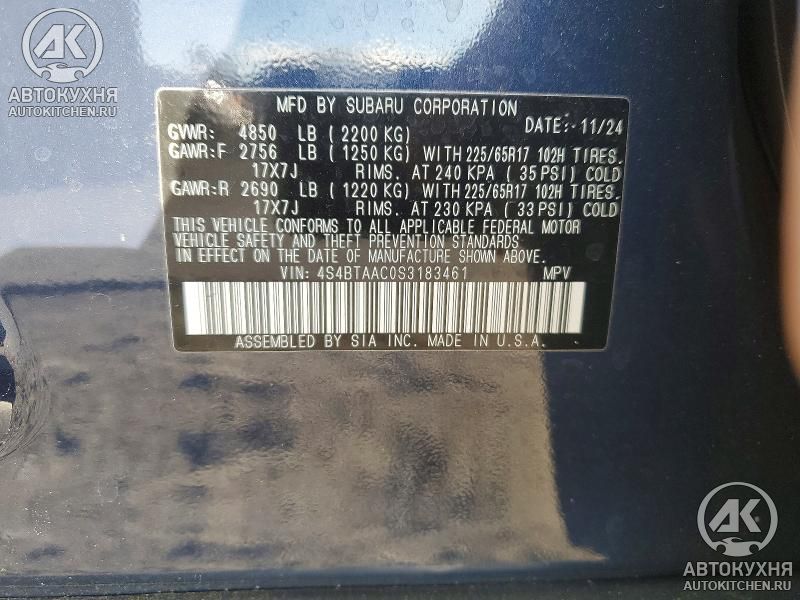 AK
АВТОКУХНЯ
AUTOKITCHEN.RU
MFD BY SUBARU CORPORATION
GVWR: 4850 LB (2200 KG) DATE: 11/24
GAWR:F 2756 LB (1250 KG) WITH 225/65R17 102H TIRES.
17X7J RIMS. AT 240 KPA (35 PSI) COLD
GAWR:R 2690 LB (1220 KG) WITH 225/65R17 102H TIRES.
17X7J RIMS. AT 230 KPA (33 PSI) COLD
THIS VEHICLE CONFORMS TO ALL APPLICABLE FEDERAL MOTOR
VEHICLE SAFETY AND THEFT PREVENTION STANDARDS
IN EFFECT ON THE DATE OF MANUFACTURE SHOWN ABOVE.
VIN: 4S4BTAAC0S3183461 MPV
ASSEMBLED BY SIA INC. MADE IN U.S.A.
AK
АВТОКУХНЯ
AUTOKITCHEN.RU